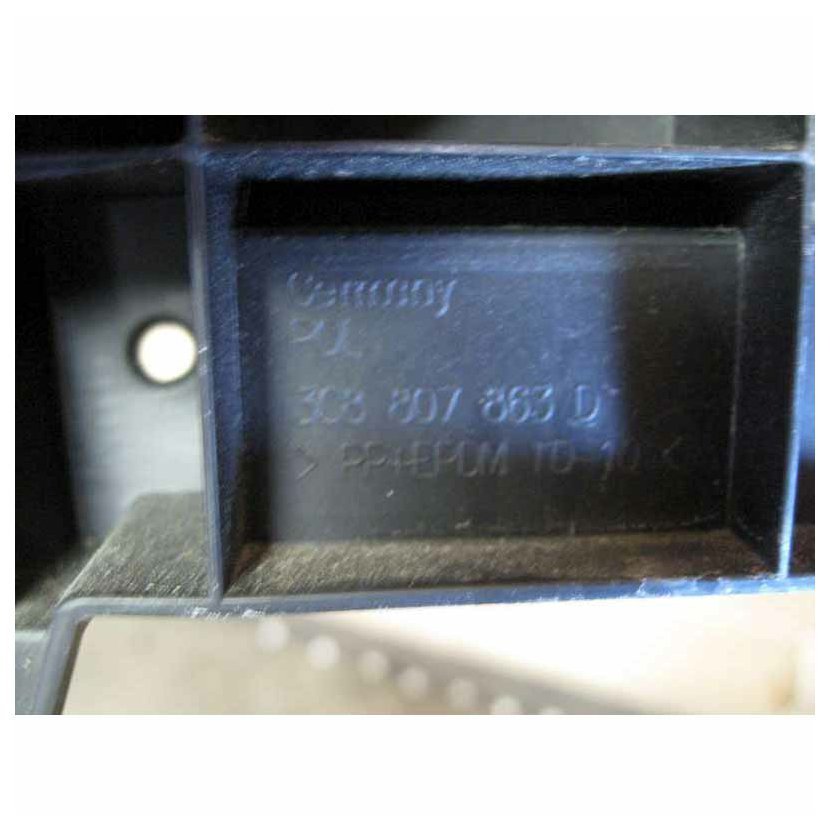 Germany
3C8 807 863 D
> PP+EPDM TD-10 <